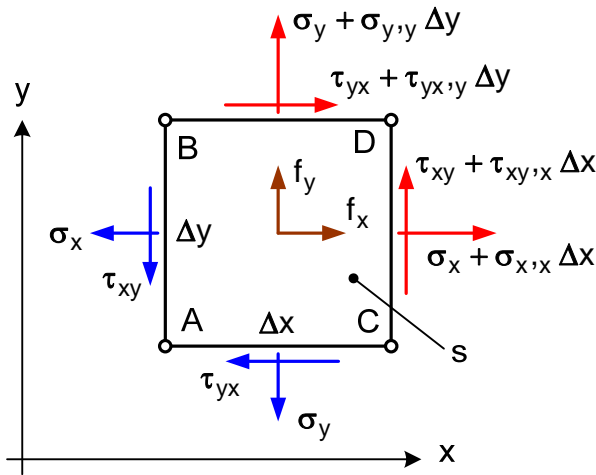 σy + σy,y Δy
τyx + τyx,y Δy
y
B
D
fy
fx
τxy + τxy,x Δx
σx
Δy
σx + σx,x Δx
τxy
A
Δx
C
s
τyx
σy
x